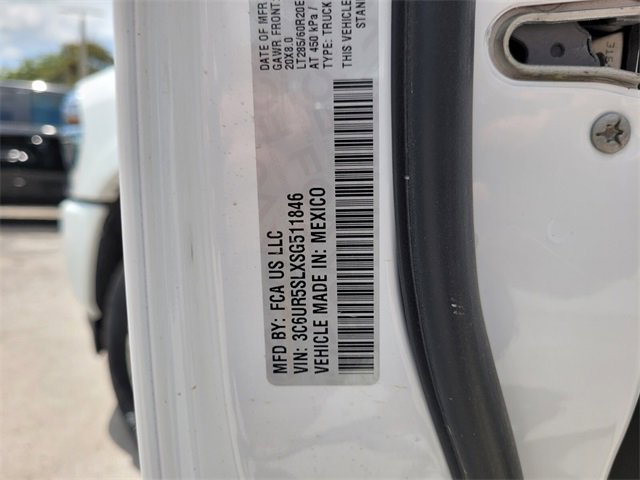 DATE OF MFR
GAWR FRONT:
20X8.0
LT285/60R20E
AT 450 kPa /
TYPE: TRUCK
THIS VEHICLE
STAN
MFD BY: FCA US LLC
VIN: 3C6UR5SLXSG511846
VEHICLE MADE IN: MEXICO